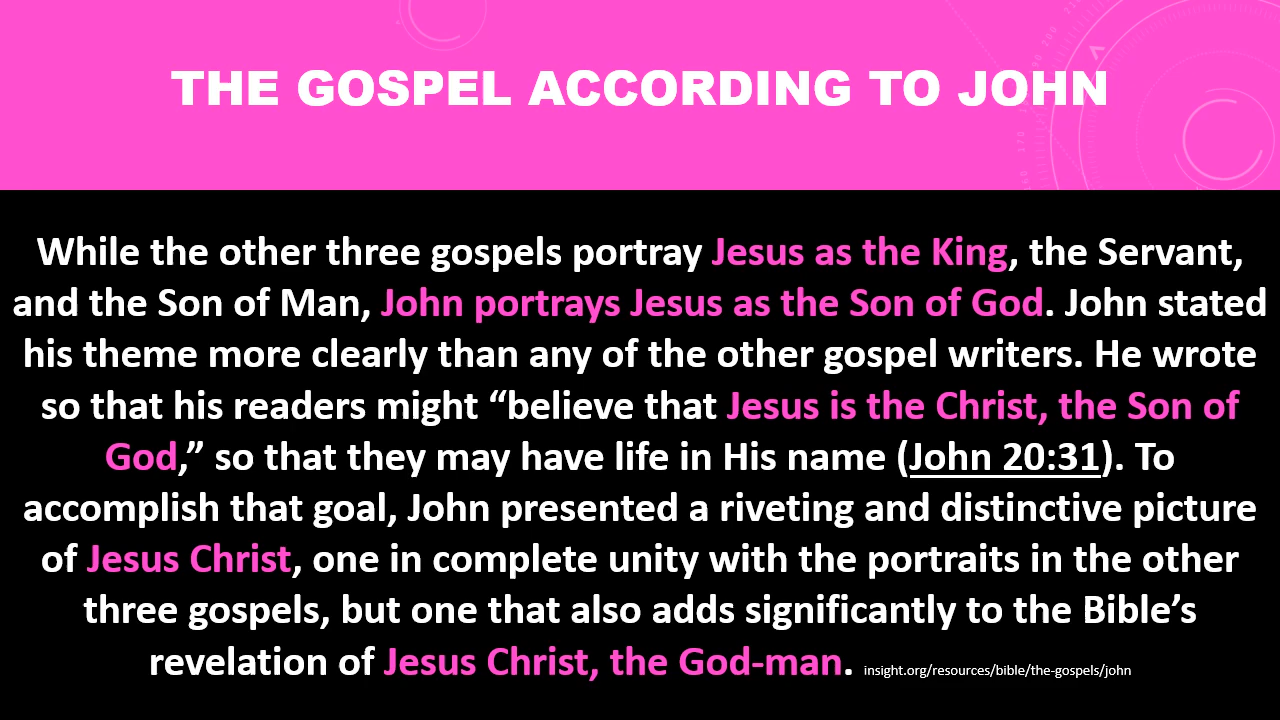 THE GOSPEL ACCORDING TO JOHN
While the other three gospels portray Jesus as the King, the Servant,
and the Son of Man, John portrays Jesus as the Son of God. John stated
his theme more clearly than any of the other gospel writers. He wrote
so that his readers might “believe that Jesus is the Christ, the Son of
God,” so that they may have life in His name (John 20:31). To
accomplish that goal, John presented a riveting and distinctive picture
of Jesus Christ, one in complete unity with the portraits in the other
three gospels, but one that also adds significantly to the Bible’s
revelation of Jesus Christ, the God-man. insight.org/resources/bible/the-gospels/john